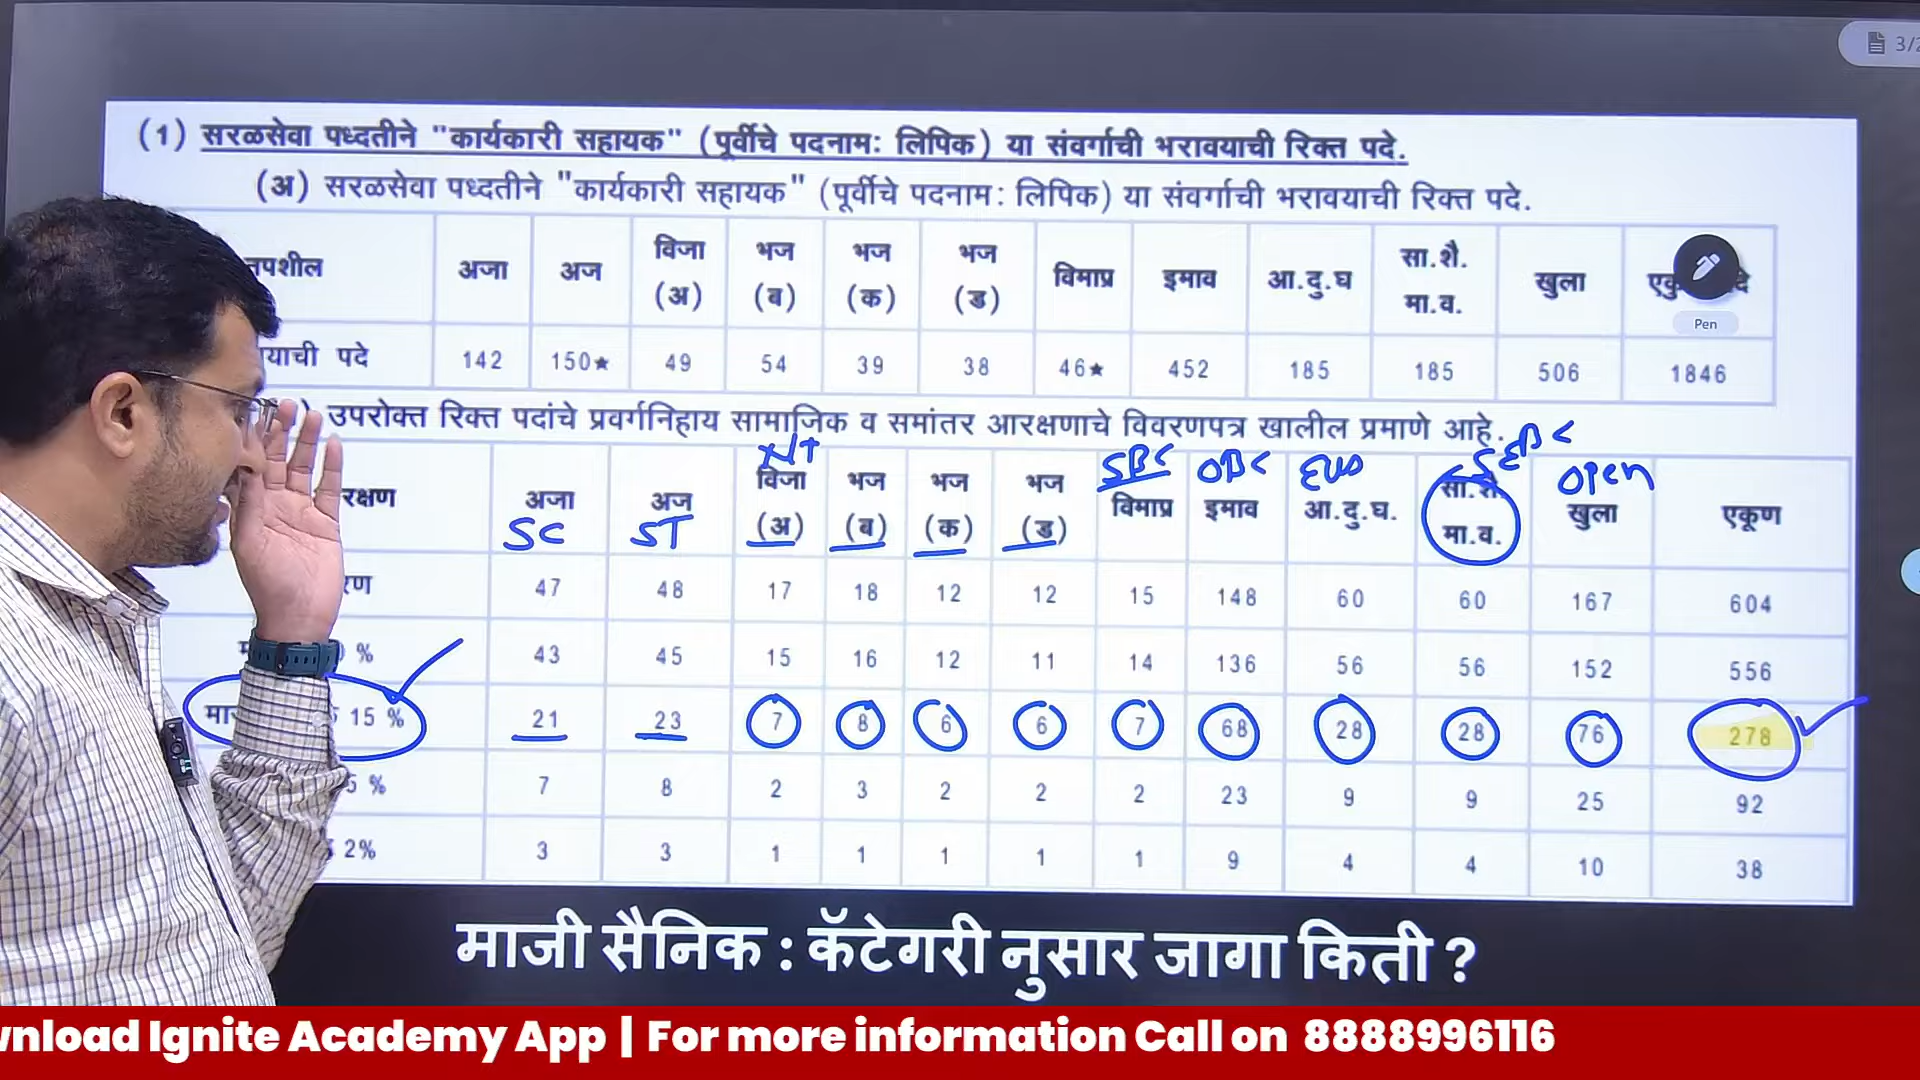 3/2
(1) सरळसेवा पध्दतीने "कार्यकारी सहायक" (पूर्वीचे पदनामः लिपिक) या संवर्गाची भरावयाची रिक्त पदे.
(अ) सरळसेवा पध्दतीने "कार्यकारी सहायक" (पूर्वीचे पदनाम: लिपिक) या संवर्गाची भरावयाची रिक्त पदे.
तपशील अजा अज विजा (अ) भज (ब) भज (क) भज (ड) विमाप्र इमाव आ.दु.घ सा.शै. मा.व. खुला
Pen
याची पदे 142 150★ 49 54 39 38 46★ 452 185 185 506 1846
उपरोक्त रिक्त पदांचे प्रवर्गनिहाय सामाजिक व समांतर आरक्षणाचे विवरणपत्र खालील प्रमाणे आहे.
NT SBC OBC EWS SEBC OPEN
रक्षण अजा अज विजा (अ) भज (ब) भज (क) भज (ड) विमाप्र इमाव आ.दु.घ. सा.शै. मा.व. खुला एकूण
SC ST
रण 47 48 17 18 12 12 15 148 60 60 167 604
% 43 45 15 16 12 11 14 136 56 56 152 556
15 % 21 23 7 8 6 6 7 68 28 28 76 278
5 % 7 8 2 3 2 2 2 23 9 9 25 92
2% 3 3 1 1 1 1 1 9 4 4 10 38
माजी सैनिक : कॅटेगरी नुसार जागा किती ?
wnload Ignite Academy App | For more information Call on 8888996116